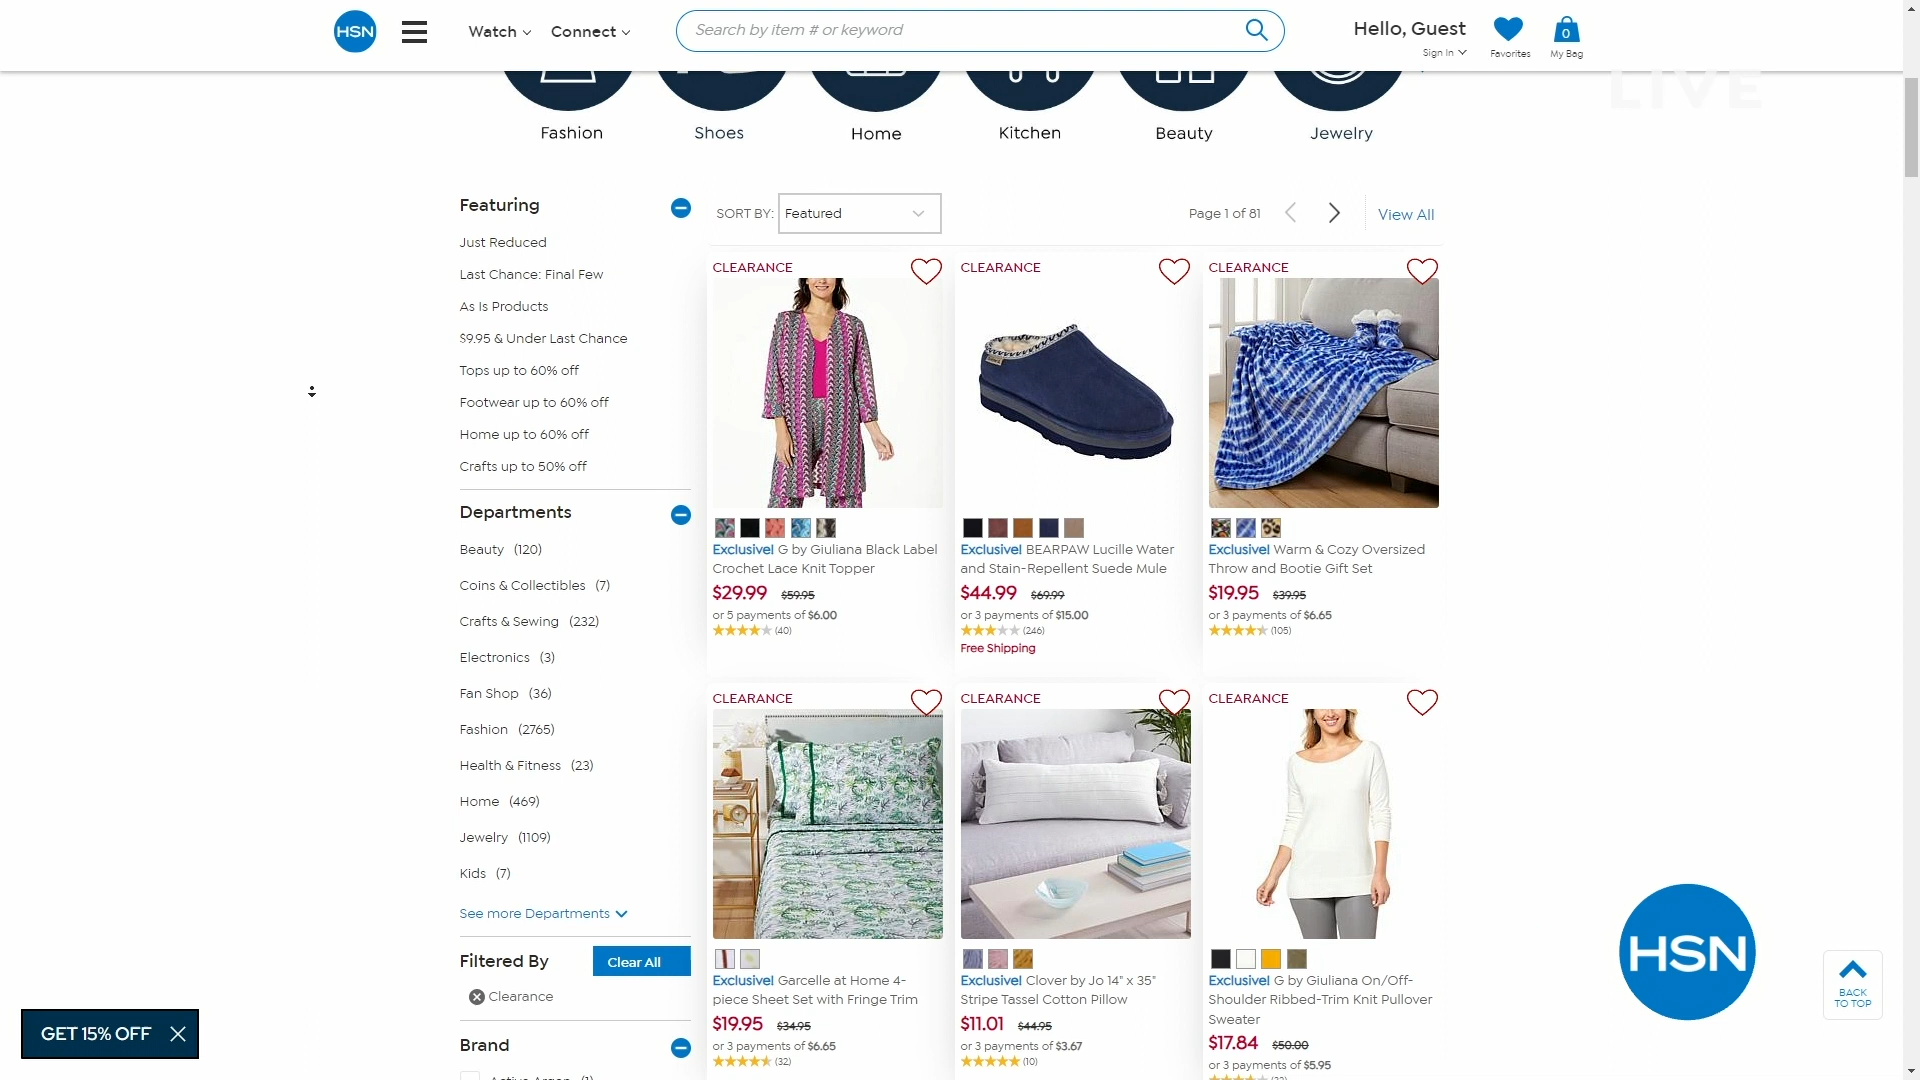 HSN
Watch
Connect
Search by item # or keyword
Hello, Guest
Sign In
Favorites
0
My Bag
LIVE
Fashion
Shoes
Home
Kitchen
Beauty
Jewelry
Featuring
Just Reduced
Last Chance: Final Few
As Is Products
$9.95 & Under Last Chance
Tops up to 60% off
Footwear up to 60% off
Home up to 60% off
Crafts up to 50% off
Departments
Beauty (120)
Coins & Collectibles (7)
Crafts & Sewing (232)
Electronics (3)
Fan Shop (36)
Fashion (2765)
Health & Fitness (23)
Home (469)
Jewelry (1109)
Kids (7)
See more Departments
Filtered By
Clear All
Clearance
Brand
SORT BY: Featured
Page 1 of 81
View All
CLEARANCE
Exclusive! G by Giuliana Black Label
Crochet Lace Knit Topper
$29.99 $59.95
or 5 payments of $6.00
(40)
CLEARANCE
Exclusive! BEARPAW Lucille Water
and Stain-Repellent Suede Mule
$44.99 $69.99
or 3 payments of $15.00
(246)
Free Shipping
CLEARANCE
Exclusive! Warm & Cozy Oversized
Throw and Bootie Gift Set
$19.95 $39.95
or 3 payments of $6.65
(105)
CLEARANCE
Exclusive! Garcelle at Home 4-
piece Sheet Set with Fringe Trim
$19.95 $34.95
or 3 payments of $6.65
(32)
CLEARANCE
Exclusive! Clover by Jo 14" x 35"
Stripe Tassel Cotton Pillow
$11.01 $44.95
or 3 payments of $3.67
(10)
CLEARANCE
Exclusive! G by Giuliana On/Off-
Shoulder Ribbed-Trim Knit Pullover
Sweater
$17.84 $50.00
or 3 payments of $5.95
HSN
BACK
TO TOP
GET 15% OFF